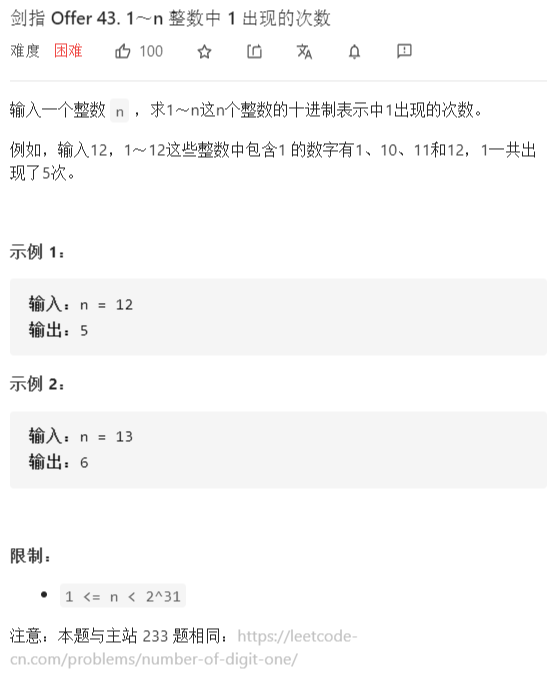 剑指 Offer 43. 1～n 整数中 1 出现的次数
难度 困难 100
输入一个整数 n ，求1～n这n个整数的十进制表示中1出现的次数。
例如，输入12，1～12这些整数中包含1 的数字有1、10、11和12，1一共出
现了5次。
示例 1：
输入：n = 12
输出：5
示例 2：
输入：n = 13
输出：6
限制：
1 <= n < 2^31
注意：本题与主站 233 题相同：https://leetcode-
cn.com/problems/number-of-digit-one/